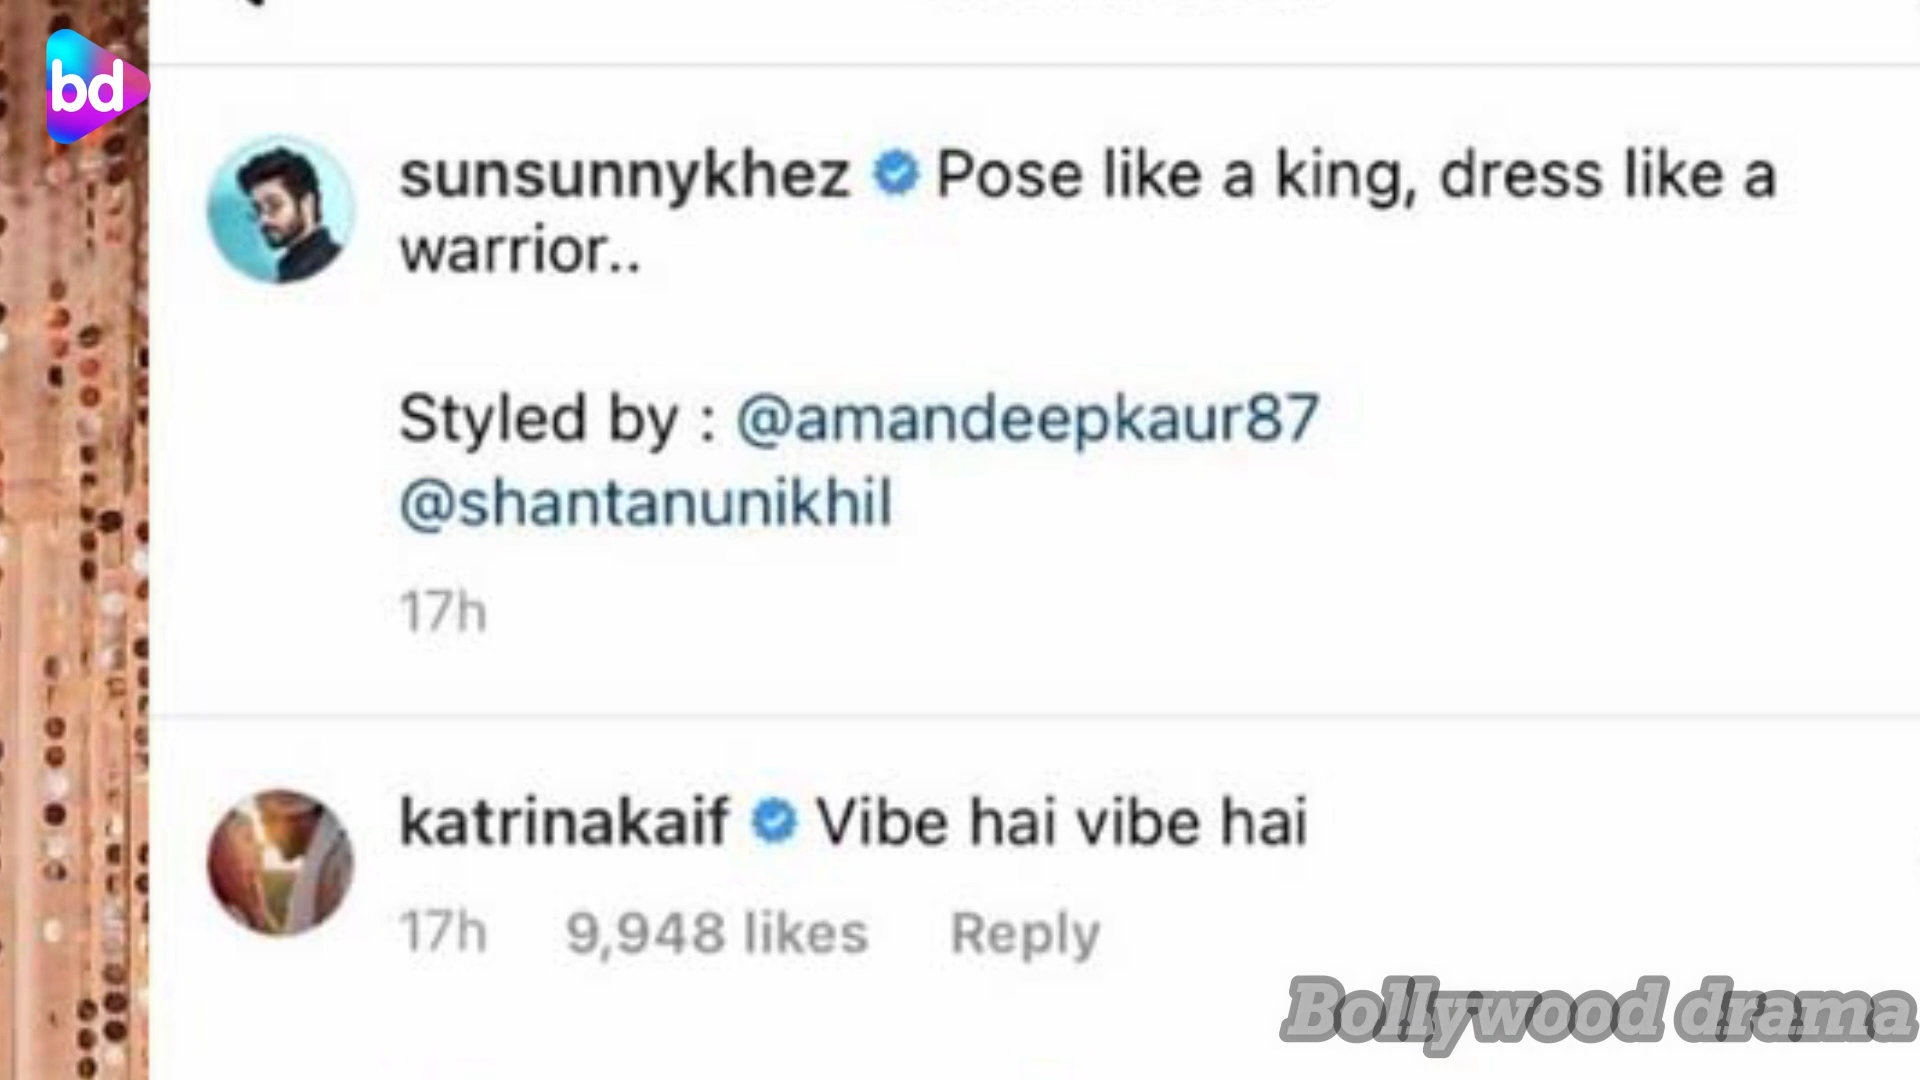 bd
sunsunnykhez Pose like a king, dress like a
warrior..
Styled by : @amandeepkaur87
@shantanunikhil
17h
katrinakaif Vibe hai vibe hai
17h 9,948 likes Reply
Bollywood drama